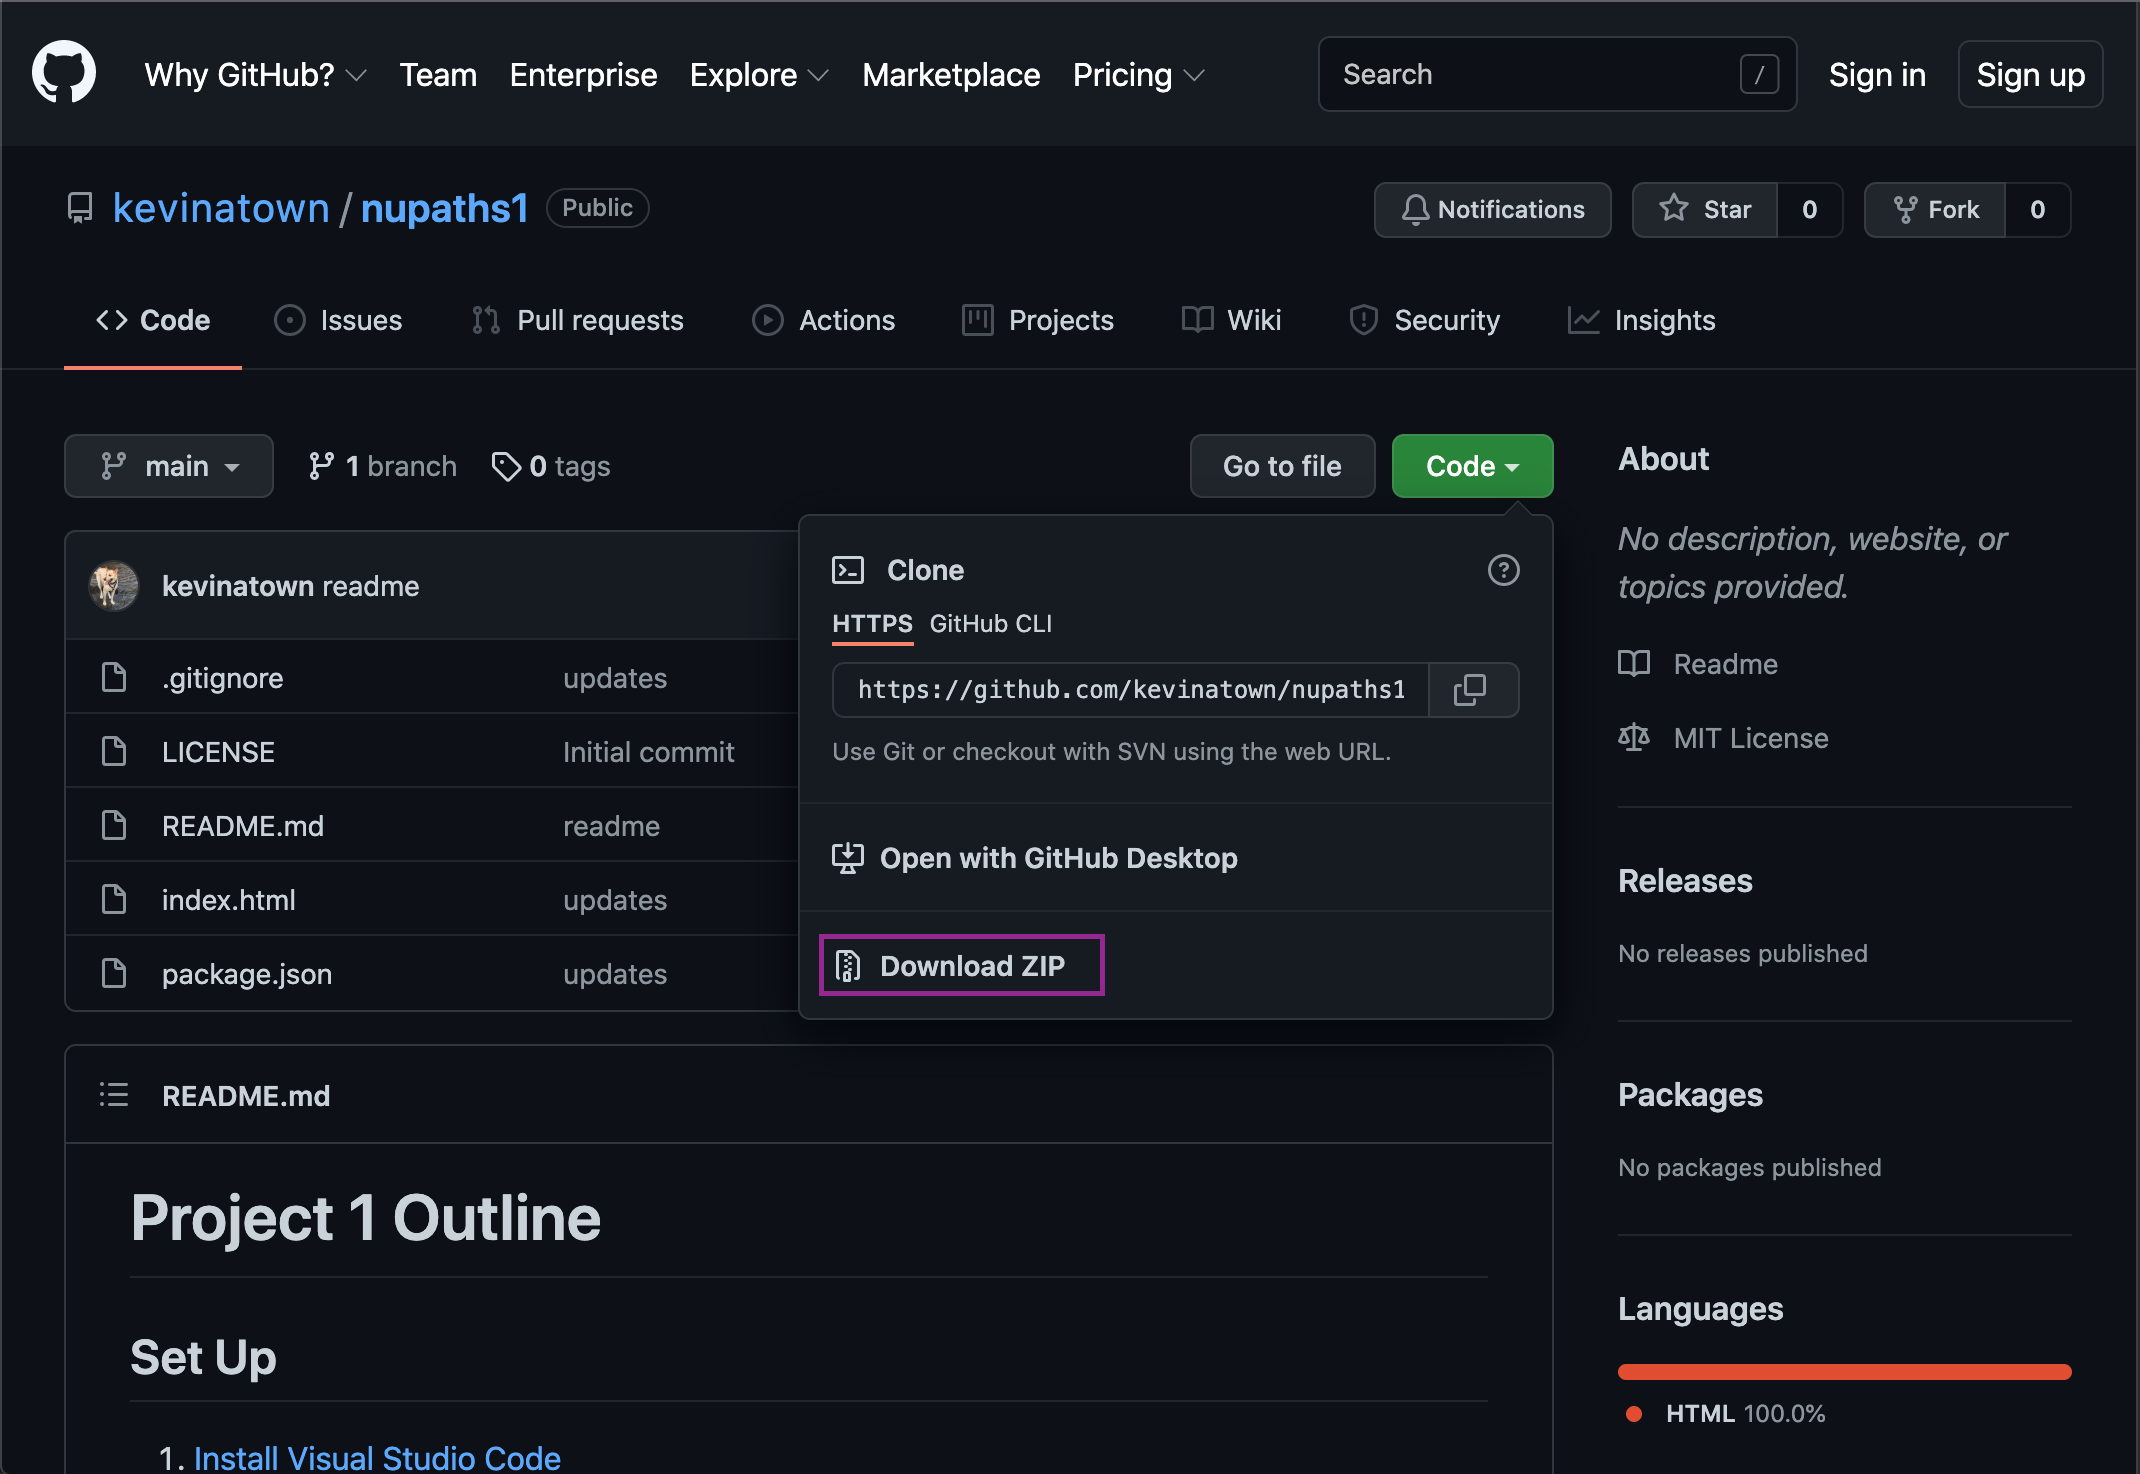 Why GitHub? Team Enterprise Explore Marketplace Pricing Search / Sign in Sign up
kevinatown / nupaths1 Public Notifications Star 0 Fork 0
Code Issues Pull requests Actions Projects Wiki Security Insights
main 1 branch 0 tags Go to file Code
kevinatown readme
.gitignore updates
LICENSE Initial commit
README.md readme
index.html updates
package.json updates
Clone
HTTPS GitHub CLI
https://github.com/kevinatown/nupaths1
Use Git or checkout with SVN using the web URL.
Open with GitHub Desktop
Download ZIP
README.md
Project 1 Outline
Set Up
1. Install Visual Studio Code
About
No description, website, or
topics provided.
Readme
MIT License
Releases
No releases published
Packages
No packages published
Languages
HTML 100.0%